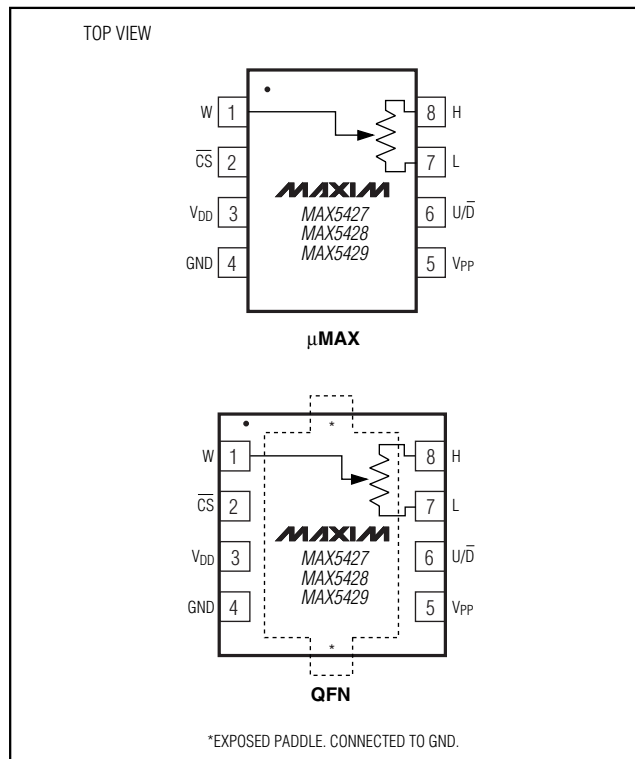 TOP VIEW
W 1 8 H
C̅S̅ 2 7 L
VDD 3 6 U/D̅
GND 4 5 VPP
MAXIM
MAX5427
MAX5428
MAX5429
µMAX
*
W 1 8 H
C̅S̅ 2 7 L
VDD 3 6 U/D̅
GND 4 5 VPP
MAXIM
MAX5427
MAX5428
MAX5429
*
QFN
*EXPOSED PADDLE. CONNECTED TO GND.